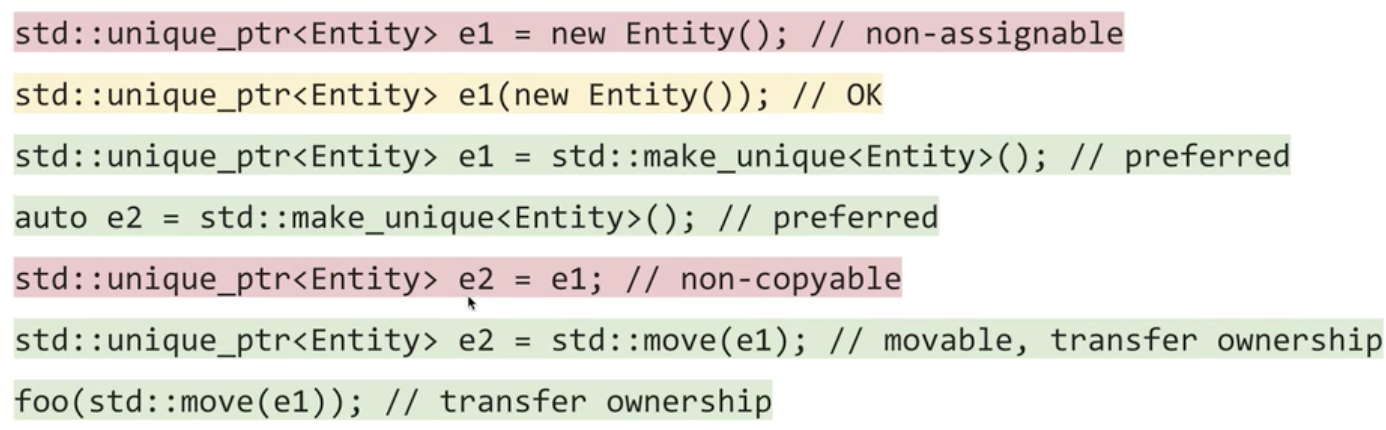 std::unique_ptr<Entity> e1 = new Entity(); // non-assignable
std::unique_ptr<Entity> e1(new Entity()); // OK
std::unique_ptr<Entity> e1 = std::make_unique<Entity>(); // preferred
auto e2 = std::make_unique<Entity>(); // preferred
std::unique_ptr<Entity> e2 = e1; // non-copyable
std::unique_ptr<Entity> e2 = std::move(e1); // movable, transfer ownership
foo(std::move(e1)); // transfer ownership